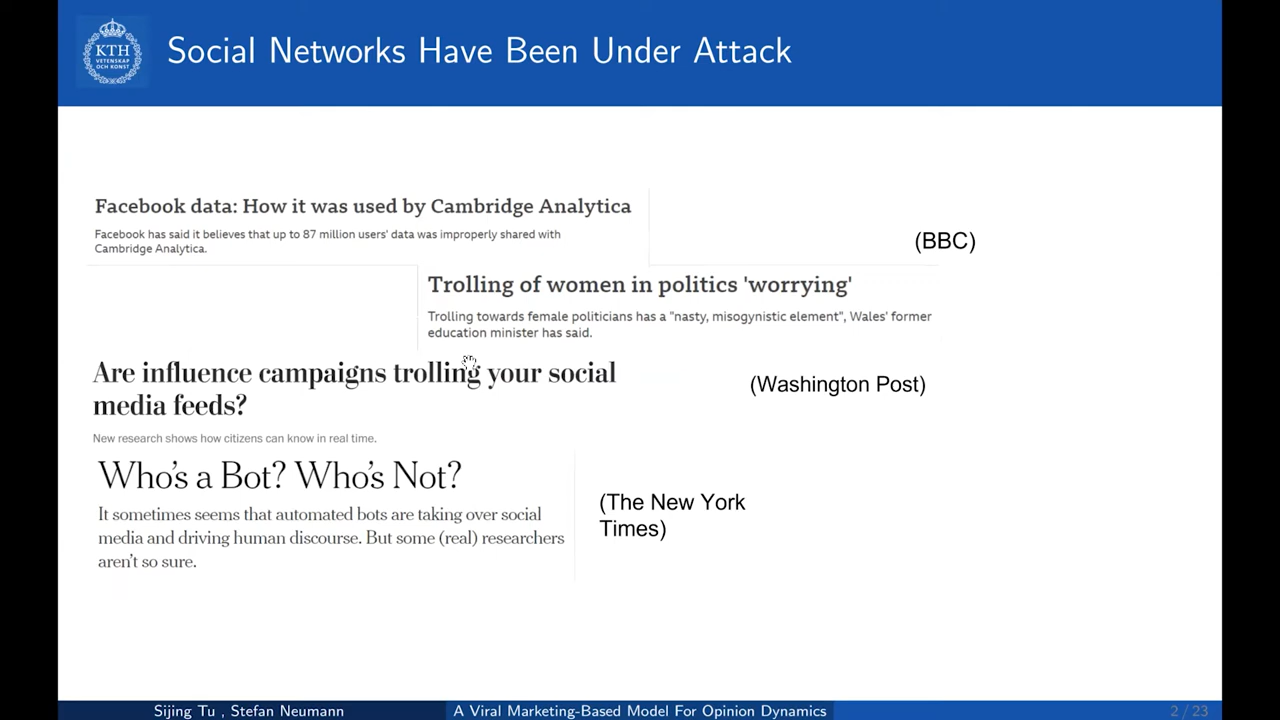 KTH
VETENSKAP
OCH KONST
Social Networks Have Been Under Attack
Facebook data: How it was used by Cambridge Analytica
Facebook has said it believes that up to 87 million users' data was improperly shared with
Cambridge Analytica.
(BBC)
Trolling of women in politics 'worrying'
Trolling towards female politicians has a "nasty, misogynistic element", Wales' former
education minister has said.
Are influence campaigns trolling your social
media feeds?
(Washington Post)
New research shows how citizens can know in real time.
Who's a Bot? Who's Not?
It sometimes seems that automated bots are taking over social
media and driving human discourse. But some (real) researchers
aren't so sure.
(The New York
Times)
Sijing Tu , Stefan Neumann
A Viral Marketing-Based Model For Opinion Dynamics
2 / 23